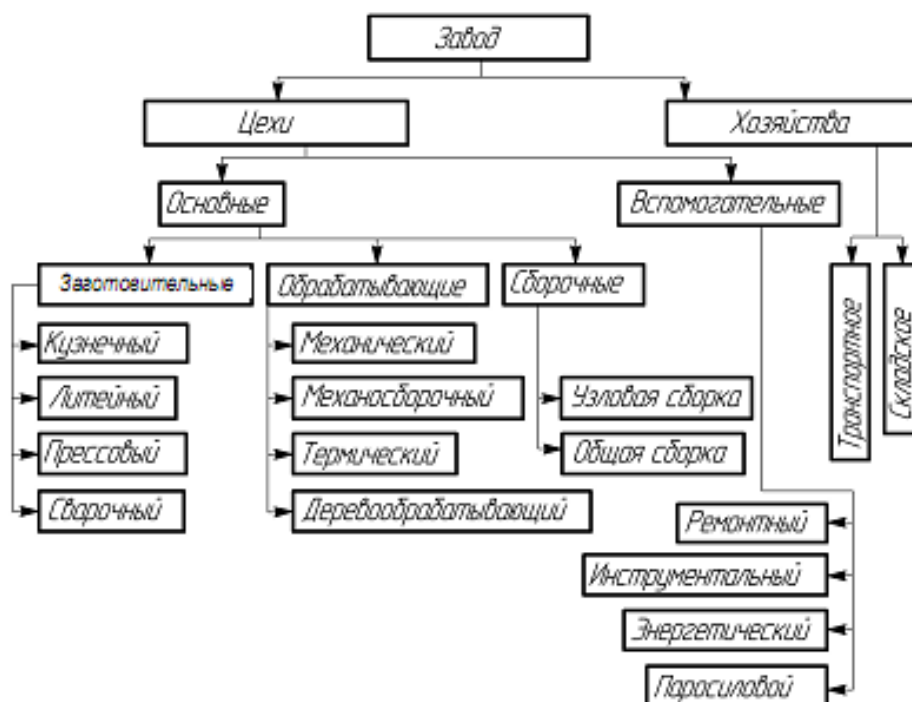 Завод
Цехи
Хозяйства
Основные
Вспомогательные
Заготовительные
Обрабатывающие
Сборочные
Транспортное
Складское
Кузнечный
Механический
Литейный
Механосборочный
Узловая сборка
Прессовый
Термический
Общая сборка
Сварочный
Деревообрабатывающий
Ремонтный
Инструментальный
Энергетический
Паросиловой